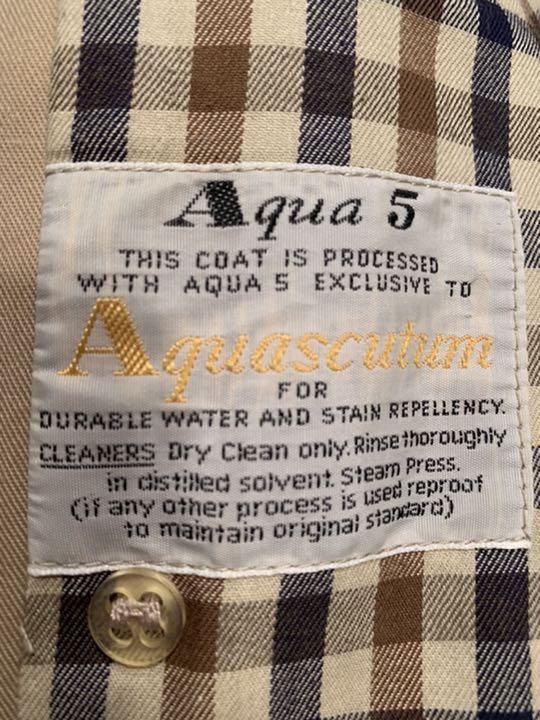 Aqua 5
THIS COAT IS PROCESSED
WITH AQUA 5 EXCLUSIVE TO
Aquascutum
FOR
DURABLE WATER AND STAIN REPELLENCY.
CLEANERS Dry Clean only. Rinse thoroughly
in distilled solvent. Steam Press.
(if any other process is used reproof
to maintain original standard)